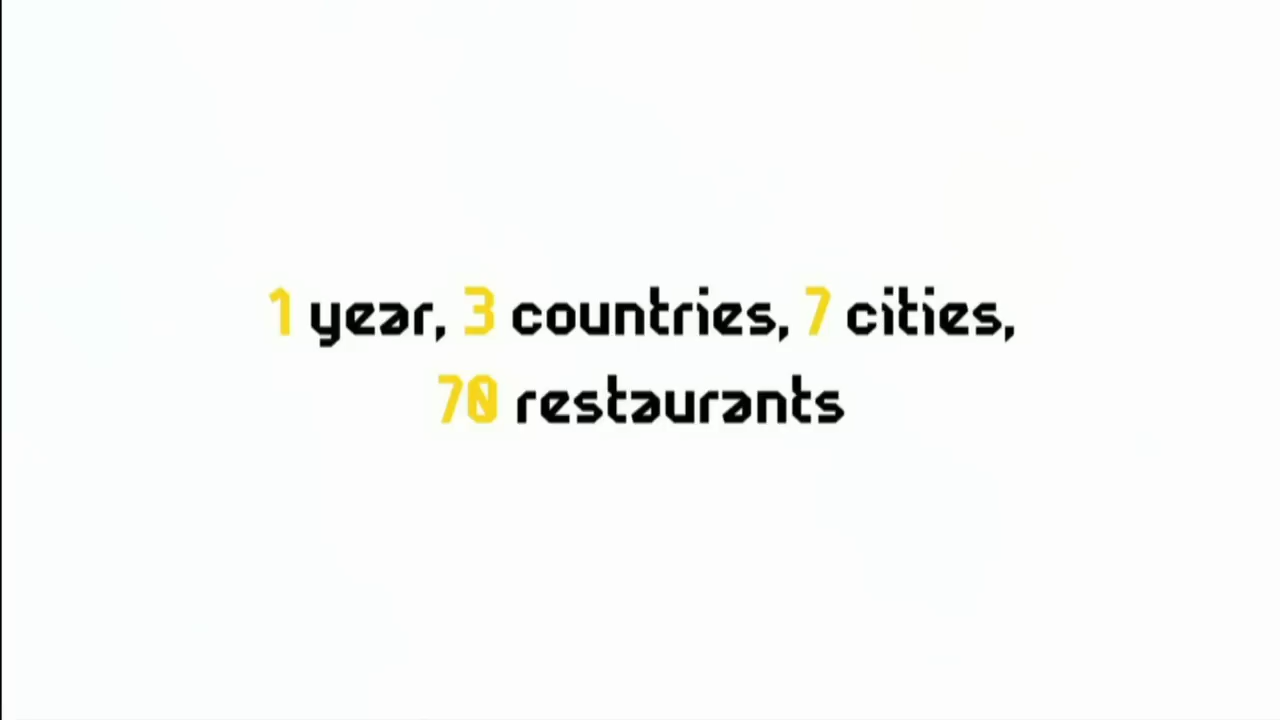 1 year, 3 countries, 7 cities,
70 restaurants